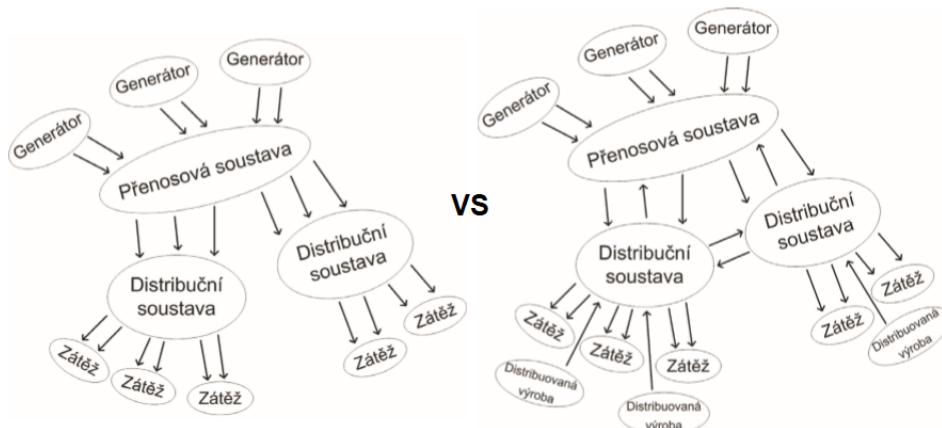 Generátor
Generátor
Generátor
Přenosová soustava
Distribuční
soustava
Distribuční
soustava
Zátěž
Zátěž
Zátěž
Zátěž
Zátěž
VS
Generátor
Generátor
Generátor
Přenosová soustava
Distribuční
soustava
Distribuční
soustava
Zátěž
Zátěž
Zátěž
Zátěž
Zátěž
Distribuovaná
výroba
Distribuovaná
výroba
Distribuovaná
výroba